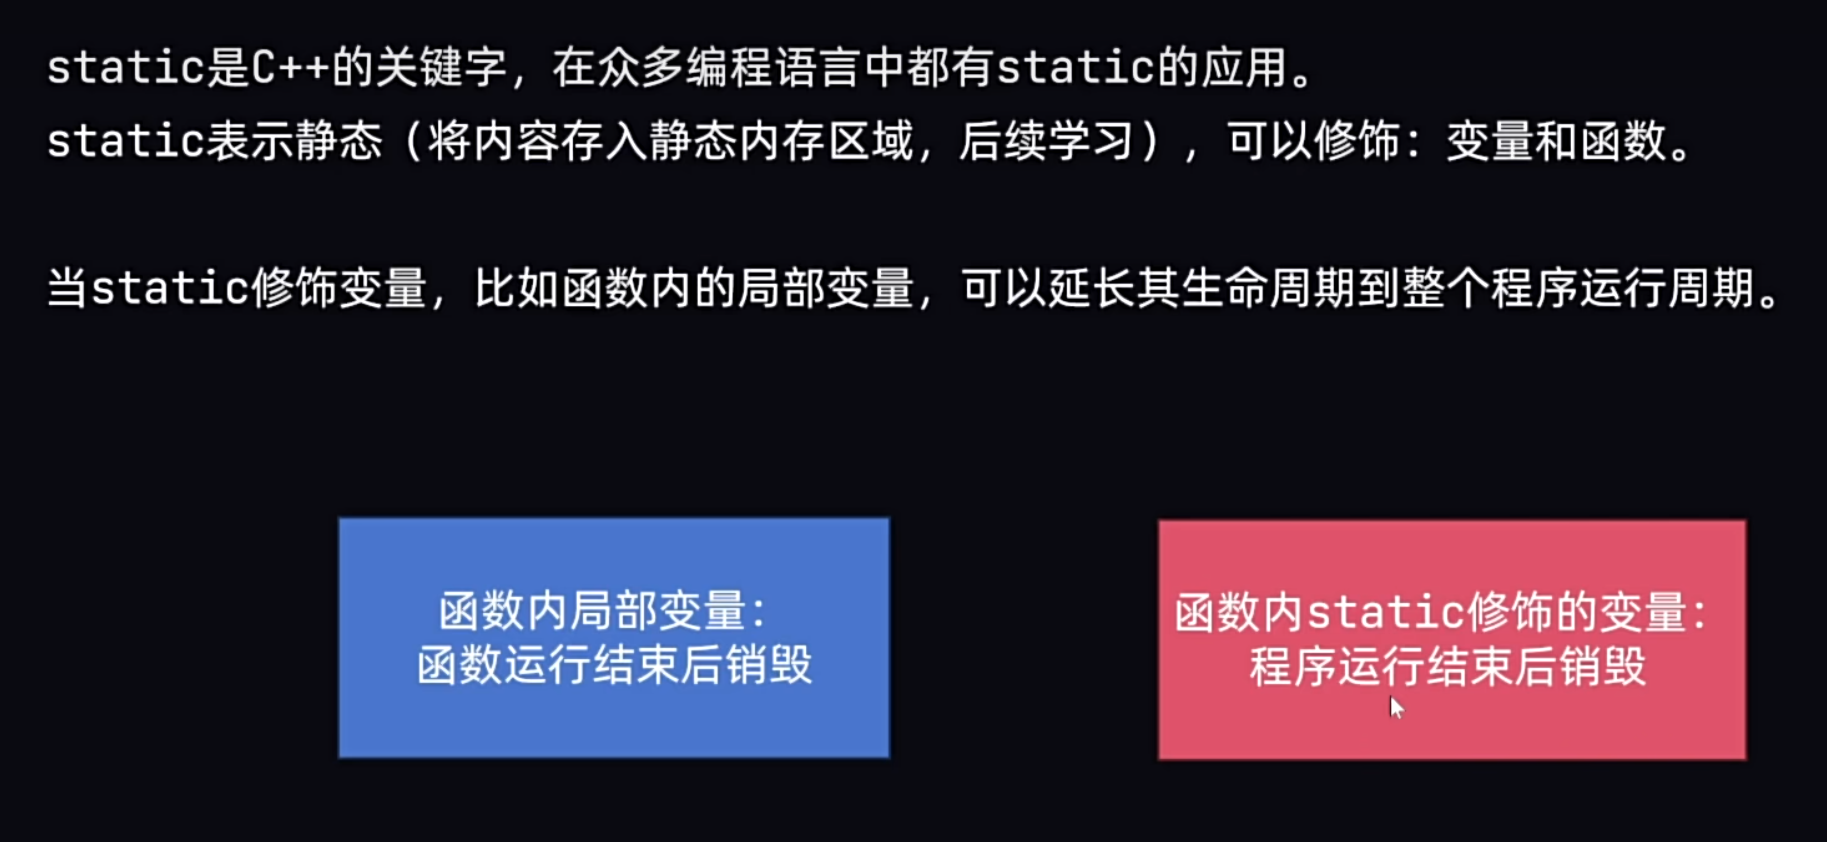 static是C++的关键字，在众多编程语言中都有static的应用。
static表示静态（将内容存入静态内存区域，后续学习），可以修饰：变量和函数。
当static修饰变量，比如函数内的局部变量，可以延长其生命周期到整个程序运行周期。
函数内局部变量：
函数运行结束后销毁
函数内static修饰的变量：
程序运行结束后销毁